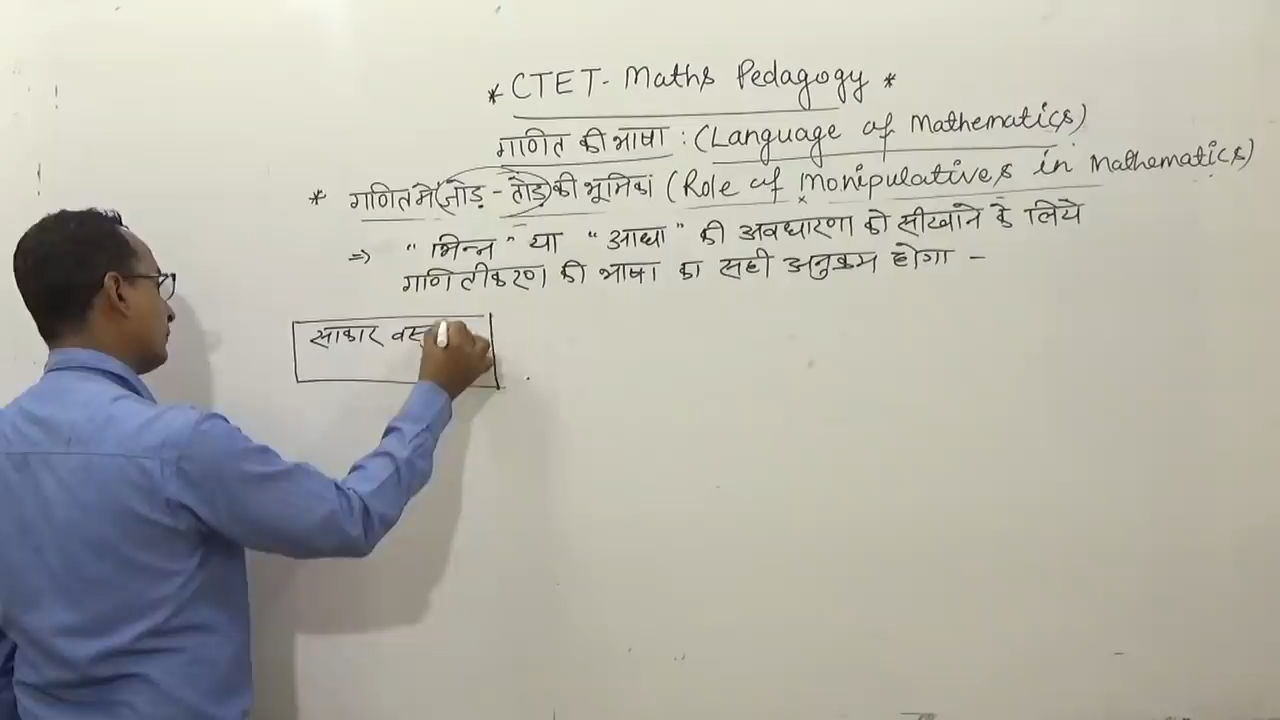 * CTET - Maths Pedagogy *
गणित की भाषा : (Language of Mathematics)
* गणित में (जोड़ - तोड़) की भूमिका (Role of Monipulatives in Mathematics)
⇒ "भिन्न" या "आधा" की अवधारणा को सीखाने के लिये
गणितीकरण की भाषा का सही अनुक्रम होगा -
साकार वस्